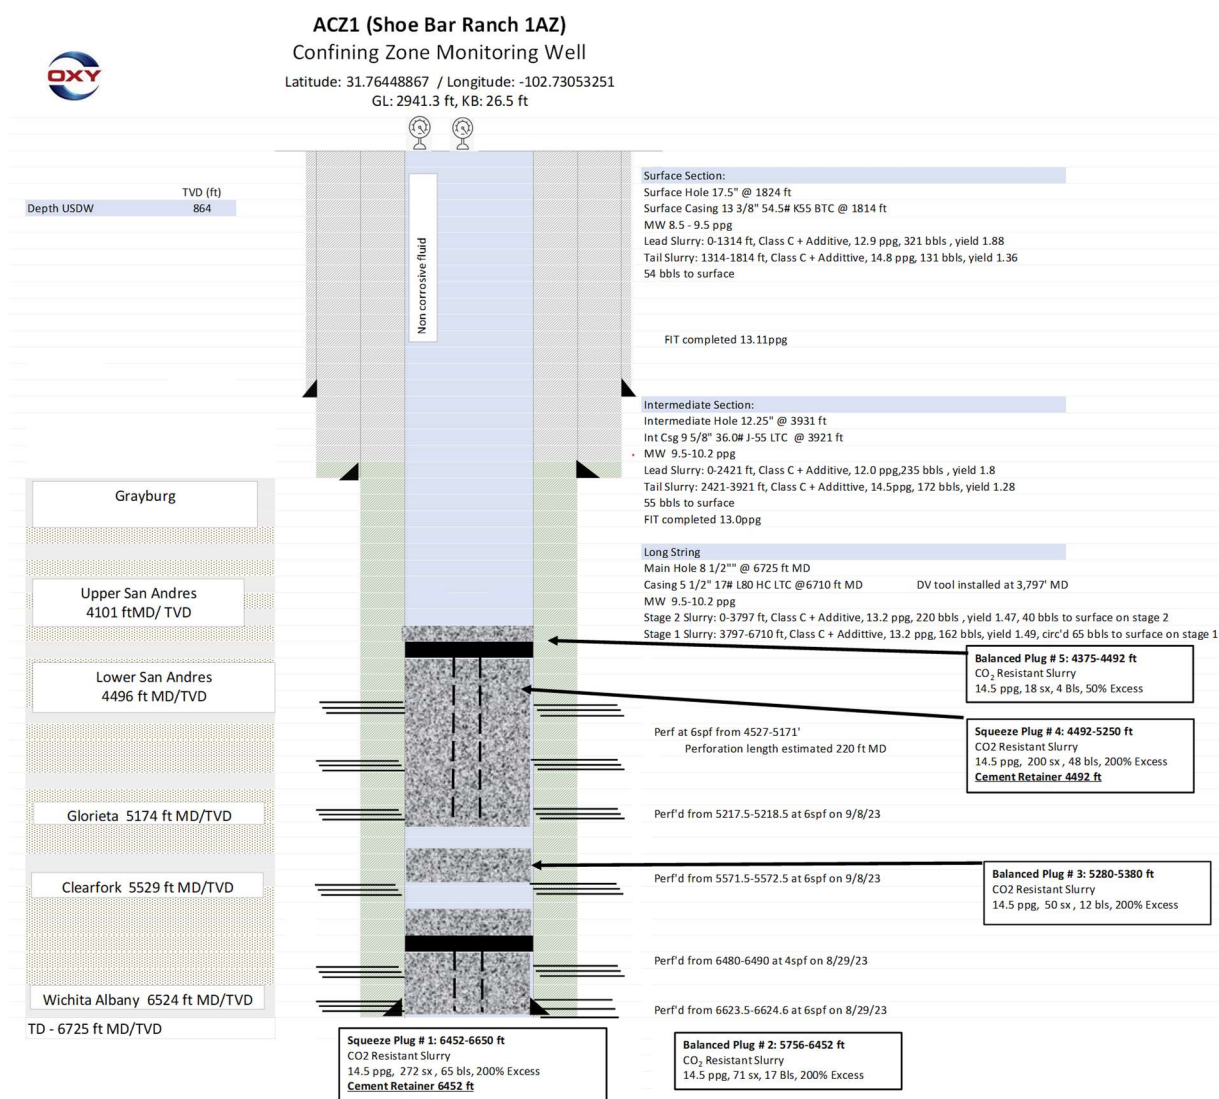 ACZ1 (Shoe Bar Ranch 1AZ)
Confining Zone Monitoring Well
Latitude: 31.76448867 / Longitude: -102.73053251
GL: 2941.3 ft, KB: 26.5 ft
OXY
TVD (ft)
Depth USDW 864
Non corrosive fluid
Surface Section:
Surface Hole 17.5" @ 1824 ft
Surface Casing 13 3/8" 54.5# K55 BTC @ 1814 ft
MW 8.5 - 9.5 ppg
Lead Slurry: 0-1314 ft, Class C + Additive, 12.9 ppg, 321 bbls , yield 1.88
Tail Slurry: 1314-1814 ft, Class C + Addittive, 14.8 ppg, 131 bbls, yield 1.36
54 bbls to surface
FIT completed 13.11ppg
Intermediate Section:
Intermediate Hole 12.25" @ 3931 ft
Int Csg 9 5/8" 36.0# J-55 LTC @ 3921 ft
MW 9.5-10.2 ppg
Lead Slurry: 0-2421 ft, Class C + Additive, 12.0 ppg,235 bbls , yield 1.8
Tail Slurry: 2421-3921 ft, Class C + Addittive, 14.5ppg, 172 bbls, yield 1.28
55 bbls to surface
FIT completed 13.0ppg
Long String
Main Hole 8 1/2"" @ 6725 ft MD
Casing 5 1/2" 17# L80 HC LTC @6710 ft MD DV tool installed at 3,797' MD
MW 9.5-10.2 ppg
Stage 2 Slurry: 0-3797 ft, Class C + Additive, 13.2 ppg, 220 bbls , yield 1.47, 40 bbls to surface on stage 2
Stage 1 Slurry: 3797-6710 ft, Class C + Addittive, 13.2 ppg, 162 bbls, yield 1.49, circ'd 65 bbls to surface on stage 1
Grayburg
Upper San Andres
4101 ftMD/ TVD
Lower San Andres
4496 ft MD/TVD
Glorieta 5174 ft MD/TVD
Clearfork 5529 ft MD/TVD
Wichita Albany 6524 ft MD/TVD
TD - 6725 ft MD/TVD
Balanced Plug # 5: 4375-4492 ft
CO2 Resistant Slurry
14.5 ppg, 18 sx, 4 Bls, 50% Excess
Perf at 6spf from 4527-5171'
Perforation length estimated 220 ft MD
Squeeze Plug # 4: 4492-5250 ft
CO2 Resistant Slurry
14.5 ppg, 200 sx , 48 bls, 200% Excess
Cement Retainer 4492 ft
Perf'd from 5217.5-5218.5 at 6spf on 9/8/23
Perf'd from 5571.5-5572.5 at 6spf on 9/8/23
Balanced Plug # 3: 5280-5380 ft
CO2 Resistant Slurry
14.5 ppg, 50 sx , 12 bls, 200% Excess
Perf'd from 6480-6490 at 4spf on 8/29/23
Perf'd from 6623.5-6624.6 at 6spf on 8/29/23
Squeeze Plug # 1: 6452-6650 ft
CO2 Resistant Slurry
14.5 ppg, 272 sx , 65 bls, 200% Excess
Cement Retainer 6452 ft
Balanced Plug # 2: 5756-6452 ft
CO2 Resistant Slurry
14.5 ppg, 71 sx, 17 Bls, 200% Excess